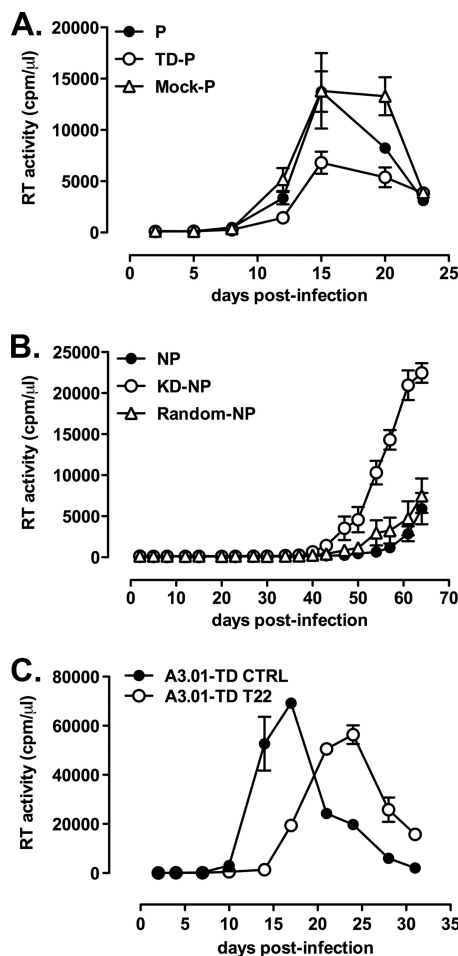 A.
P
TD-P
Mock-P
RT activity (cpm/µl)
20000
15000
10000
5000
0
0 5 10 15 20 25
days post-infection
B.
NP
KD-NP
Random-NP
RT activity (cpm/µl)
25000
20000
15000
10000
5000
0
0 10 20 30 40 50 60 70
days post-infection
C.
A3.01-TD CTRL
A3.01-TD T22
RT activity (cpm/µl)
80000
60000
40000
20000
0
0 5 10 15 20 25 30 35
days post-infection